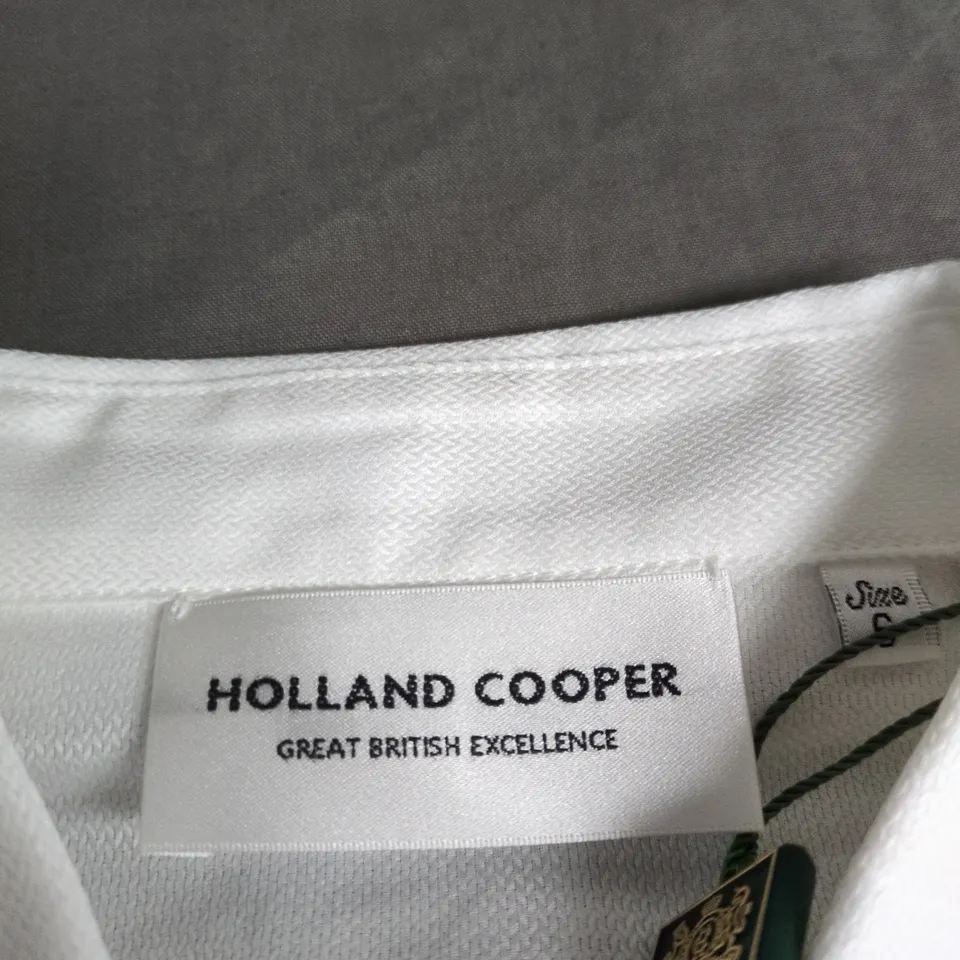 HOLLAND COOPER
GREAT BRITISH EXCELLENCE
Size